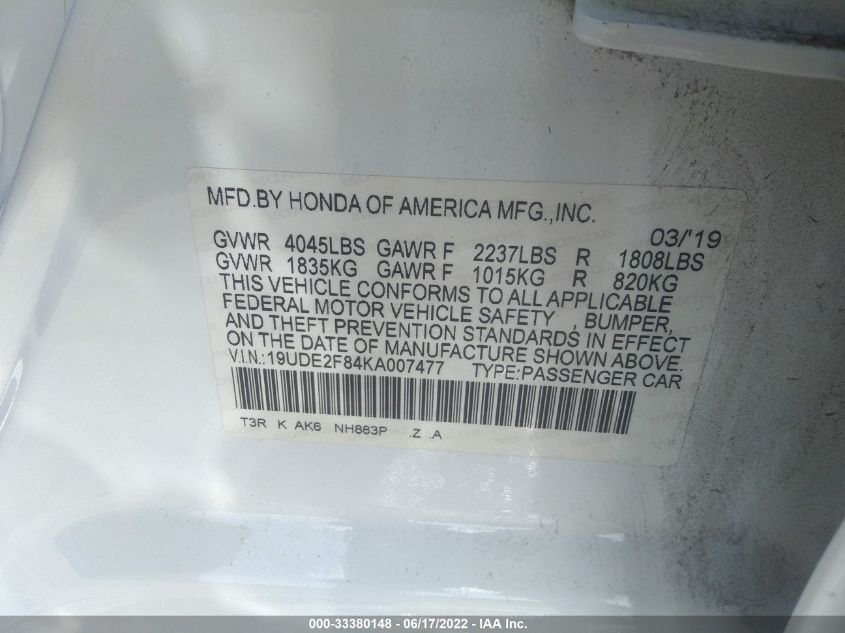 MFD.BY HONDA OF AMERICA MFG.,INC.
03/'19
GVWR 4045LBS GAWR F 2237LBS R 1808LBS
GVWR 1835KG GAWR F 1015KG R 820KG
THIS VEHICLE CONFORMS TO ALL APPLICABLE
FEDERAL MOTOR VEHICLE SAFETY , BUMPER,
AND THEFT PREVENTION STANDARDS IN EFFECT
ON THE DATE OF MANUFACTURE SHOWN ABOVE.
V.I.N.:19UDE2F84KA007477 TYPE:PASSENGER CAR
T3R K AK6 NH883P .Z .A
000-33380148 - 06/17/2022 - IAA Inc.